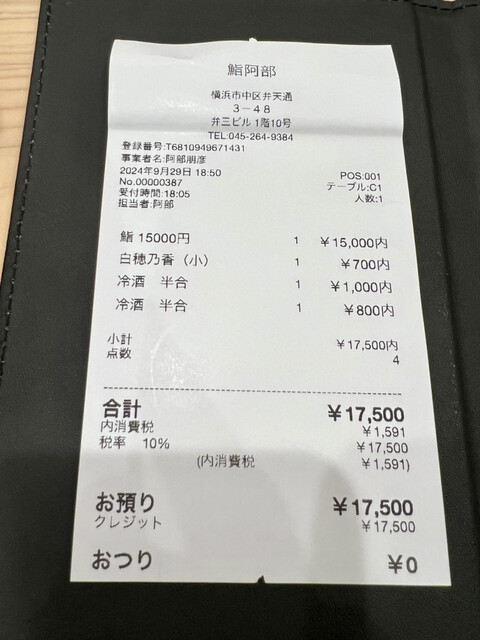 鮨阿部
横浜市中区弁天通
3－48
弁三ビル 1階10号
TEL:045-264-9384
登録番号:T6810949671431
事業者名:阿部朋彦
2024年9月29日 18:50 POS:001
No.00000387 テーブル:C1
受付時間:18:05 人数:1
担当者:阿部
鮨 15000円 1 ￥15,000内
白穂乃香（小） 1 ￥700内
冷酒　半合 1 ￥1,000内
冷酒　半合 1 ￥800内
小計 ￥17,500内
点数 4
合計 ￥17,500
内消費税 ￥1,591
税率　10% ￥17,500
(内消費税 ￥1,591)
お預り ￥17,500
クレジット ￥17,500
おつり ￥0